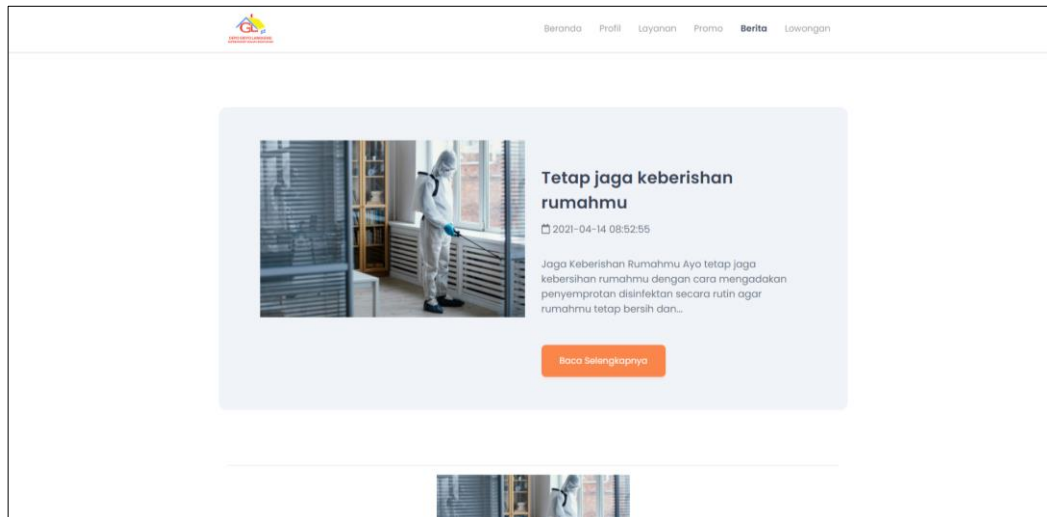 GL
Beranda Profil Layanan Promo Berita Lowongan
Tetap jaga keberishan
rumahmu
2021-04-14 08:52:55
Jaga Keberishan Rumahmu Ayo tetap jaga
kebersihan rumahmu dengan cara mengadakan
penyemprotan disinfektan secara rutin agar
rumahmu tetap bersih dan...
Baca Selengkapnya